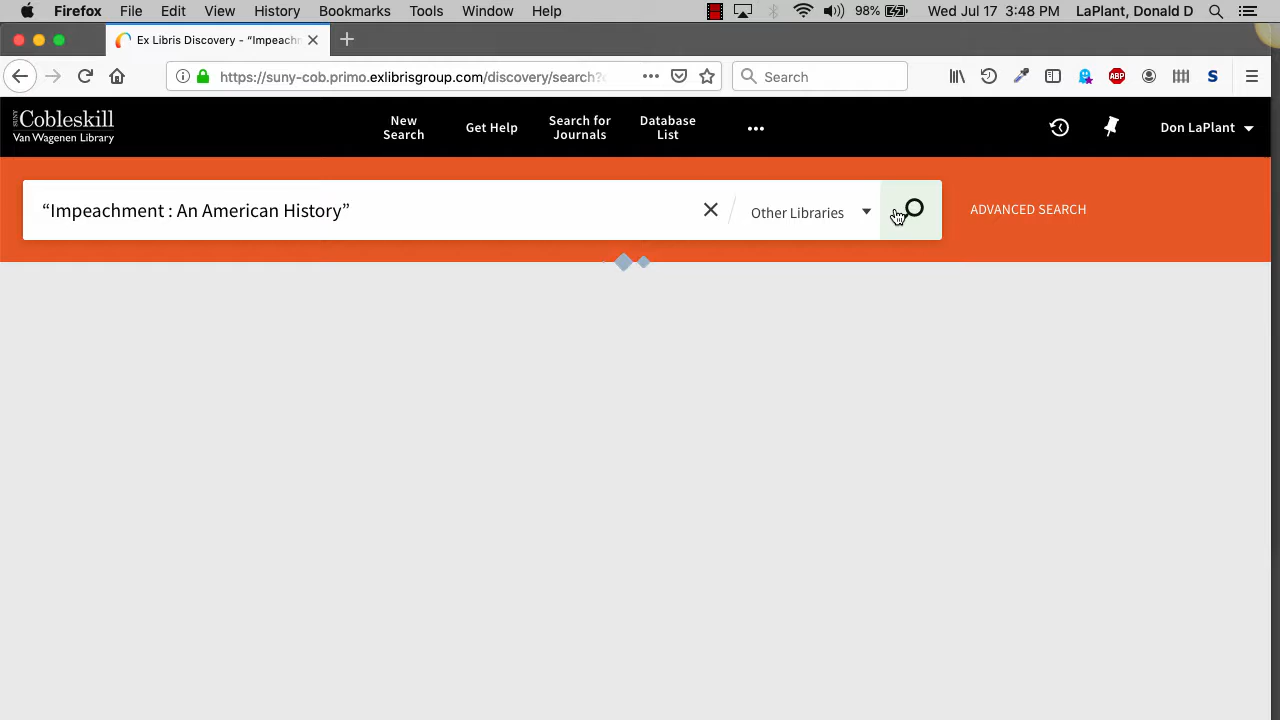 Firefox File Edit View History Bookmarks Tools Window Help 98% Wed Jul 17 3:48 PM LaPlant, Donald D
Ex Libris Discovery - “Impeachm
https://suny-cob.primo.exlibrisgroup.com/discovery/search? Search ABP S
SUNY
Cobleskill
Van Wagenen Library
New Search
Get Help
Search for Journals
Database List
Don LaPlant
“Impeachment : An American History”
Other Libraries
ADVANCED SEARCH